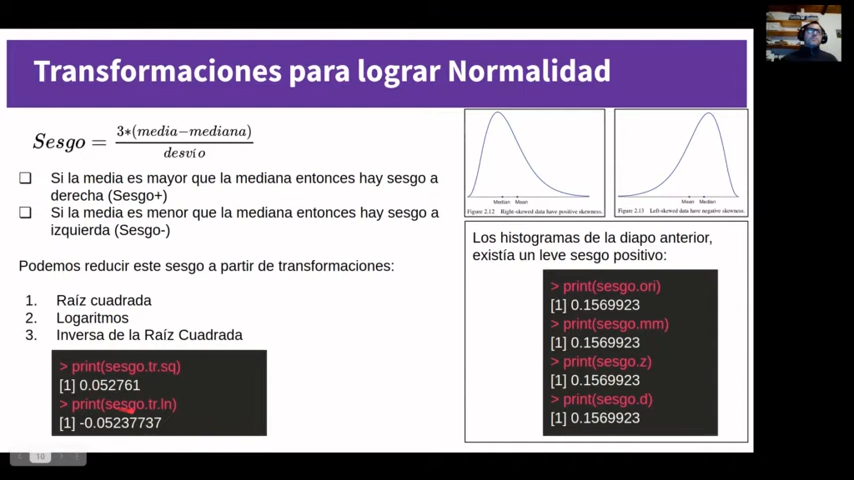 Transformaciones para lograr Normalidad
Sesgo = 3*(media−mediana) / desvío
❏ Si la media es mayor que la mediana entonces hay sesgo a
derecha (Sesgo+)
❏ Si la media es menor que la mediana entonces hay sesgo a
izquierda (Sesgo-)
Podemos reducir este sesgo a partir de transformaciones:
1. Raíz cuadrada
2. Logaritmos
3. Inversa de la Raíz Cuadrada
> print(sesgo.tr.sq)
[1] 0.052761
> print(sesgo.tr.ln)
[1] -0.05237737
Median Mean
Figure 2.12 Right-skewed data have positive skewness.
Mean Median
Figure 2.13 Left-skewed data have negative skewness.
Los histogramas de la diapo anterior,
existía un leve sesgo positivo:
> print(sesgo.ori)
[1] 0.1569923
> print(sesgo.mm)
[1] 0.1569923
> print(sesgo.z)
[1] 0.1569923
> print(sesgo.d)
[1] 0.1569923
10